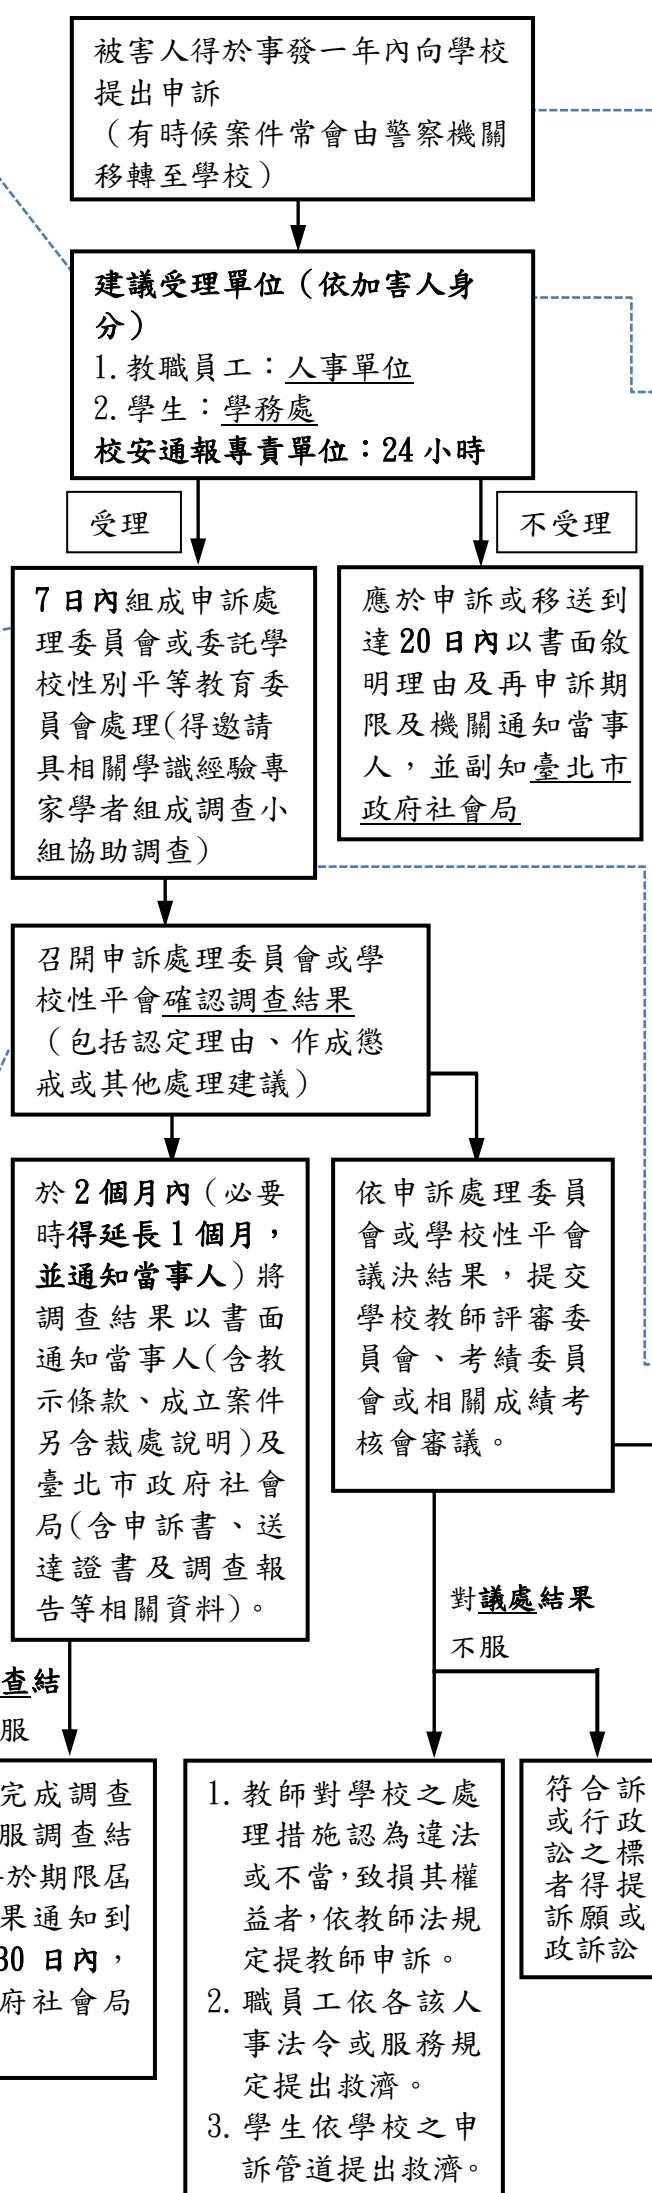 被害人得於事發一年內向學校
提出申訴
（有時候案件常會由警察機關
移轉至學校）
建議受理單位（依加害人身
分）
1.教職員工：人事單位
2.學生：學務處
校安通報專責單位：24小時
受理
不受理
7日內組成申訴處
理委員會或委託學
校性別平等教育委
員會處理(得邀請
具相關學識經驗專
家學者組成調查小
組協助調查)
應於申訴或移送到
達20日內以書面敘
明理由及再申訴期
限及機關通知當事
人，並副知臺北市
政府社會局
召開申訴處理委員會或學
校性平會確認調查結果
（包括認定理由、作成懲
戒或其他處理建議）
於2個月內（必要
時得延長1個月，
並通知當事人）將
調查結果以書面
通知當事人(含教
示條款、成立案件
另含裁處說明)及
臺北市政府社會
局(含申訴書、送
達證書及調查報
告等相關資料)。
依申訴處理委員
會或學校性平會
議決結果，提交
學校教師評審委
員會、考績委員
會或相關成績考
核會審議。
對議處結果
不服
查結
服
完成調查
服調查結
於期限屆
果通知到
30日內，
府社會局
1.教師對學校之處
理措施認為違法
或不當，致損其權
益者，依教師法規
定提教師申訴。
2.職員工依各該人
事法令或服務規
定提出救濟。
3.學生依學校之申
訴管道提出救濟。
符合訴
或行政
訟之標
者得提
訴願或
政訴訟